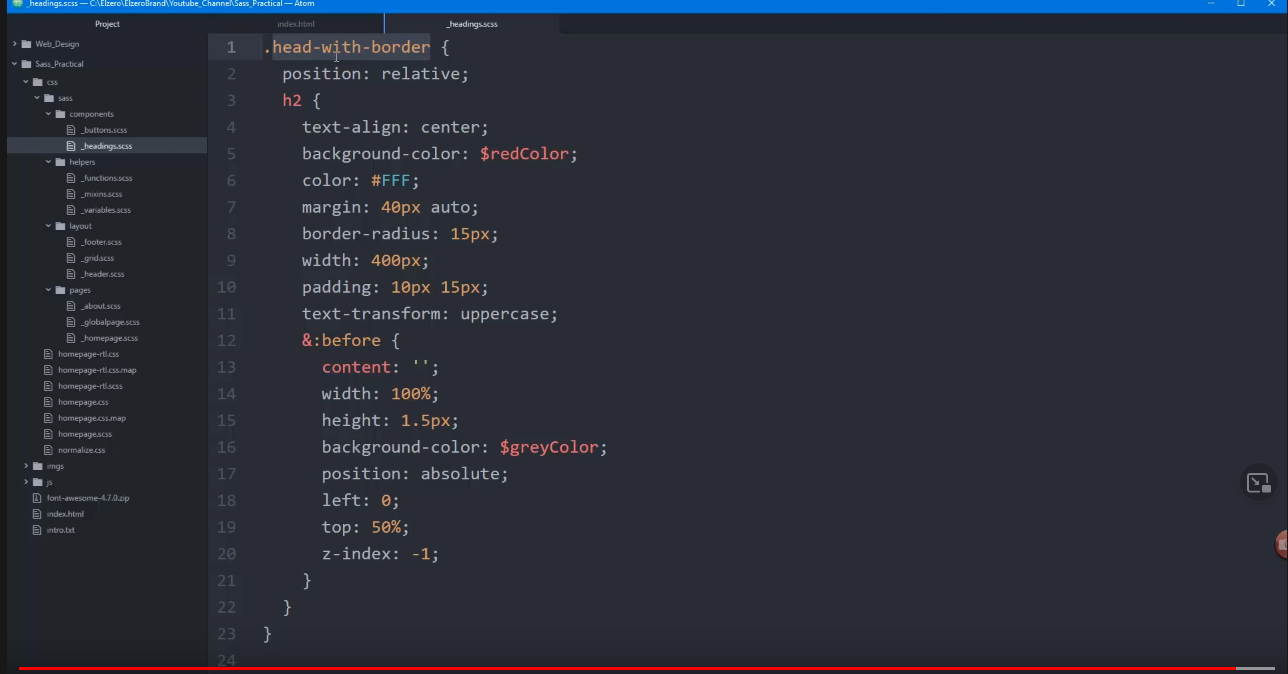 _headings.scss — C:\Elzero\ElzeroBrand\Youtube_Channel\Sass_Practical — Atom
Project
index.html
_headings.scss
Web_Design
Sass_Practical
css
sass
components
_buttons.scss
_headings.scss
helpers
_functions.scss
_mixins.scss
_variables.scss
layout
_footer.scss
_grid.scss
_header.scss
pages
_about.scss
_globalpage.scss
_homepage.scss
homepage-rtl.css
homepage-rtl.css.map
homepage-rtl.scss
homepage.css
homepage.css.map
homepage.scss
normalize.css
imgs
js
font-awesome-4.7.0.zip
index.html
intro.txt
1 .head-with-border {
2 position: relative;
3 h2 {
4 text-align: center;
5 background-color: $redColor;
6 color: #FFF;
7 margin: 40px auto;
8 border-radius: 15px;
9 width: 400px;
10 padding: 10px 15px;
11 text-transform: uppercase;
12 &:before {
13 content: '';
14 width: 100%;
15 height: 1.5px;
16 background-color: $greyColor;
17 position: absolute;
18 left: 0;
19 top: 50%;
20 z-index: -1;
21 }
22 }
23 }
24